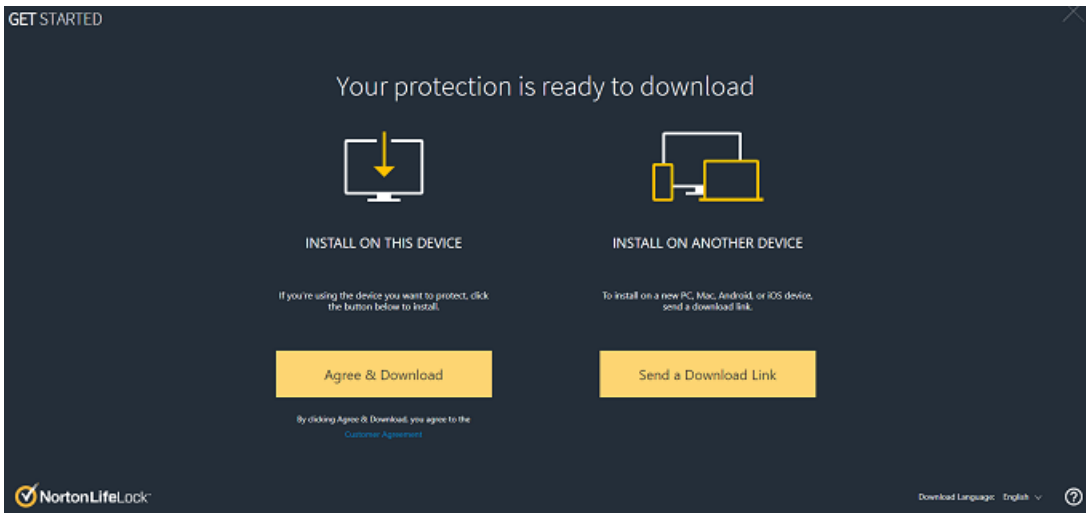 GET STARTED
Your protection is ready to download
INSTALL ON THIS DEVICE
If you're using the device you want to protect, click
the button below to install.
Agree & Download
By clicking Agree & Download, you agree to the
Customer Agreement
INSTALL ON ANOTHER DEVICE
To install on a new PC, Mac, Android, or iOS device,
send a download link.
Send a Download Link
NortonLifeLock
Download Language: English
?